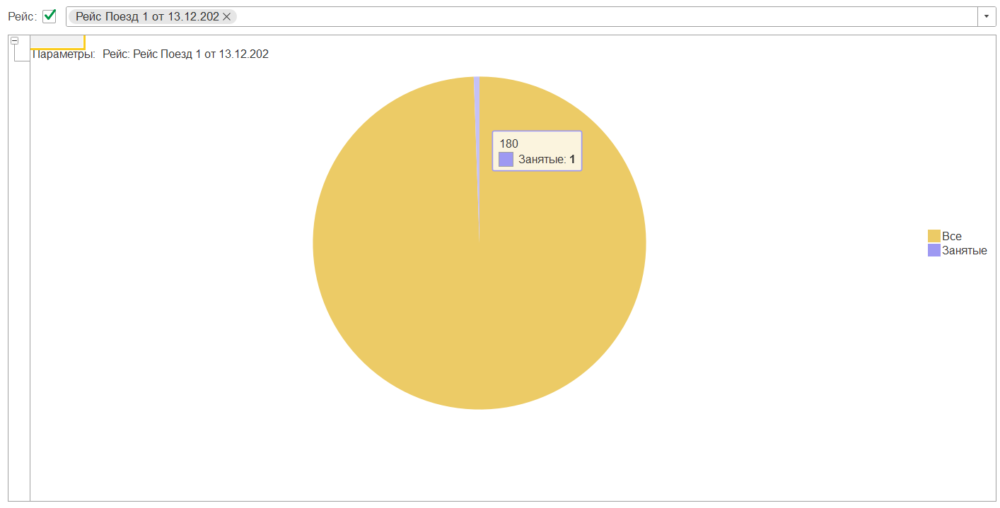 Рейс: Рейс Поезд 1 от 13.12.202
Параметры: Рейс: Рейс Поезд 1 от 13.12.202
180
Занятые: 1
Все
Занятые